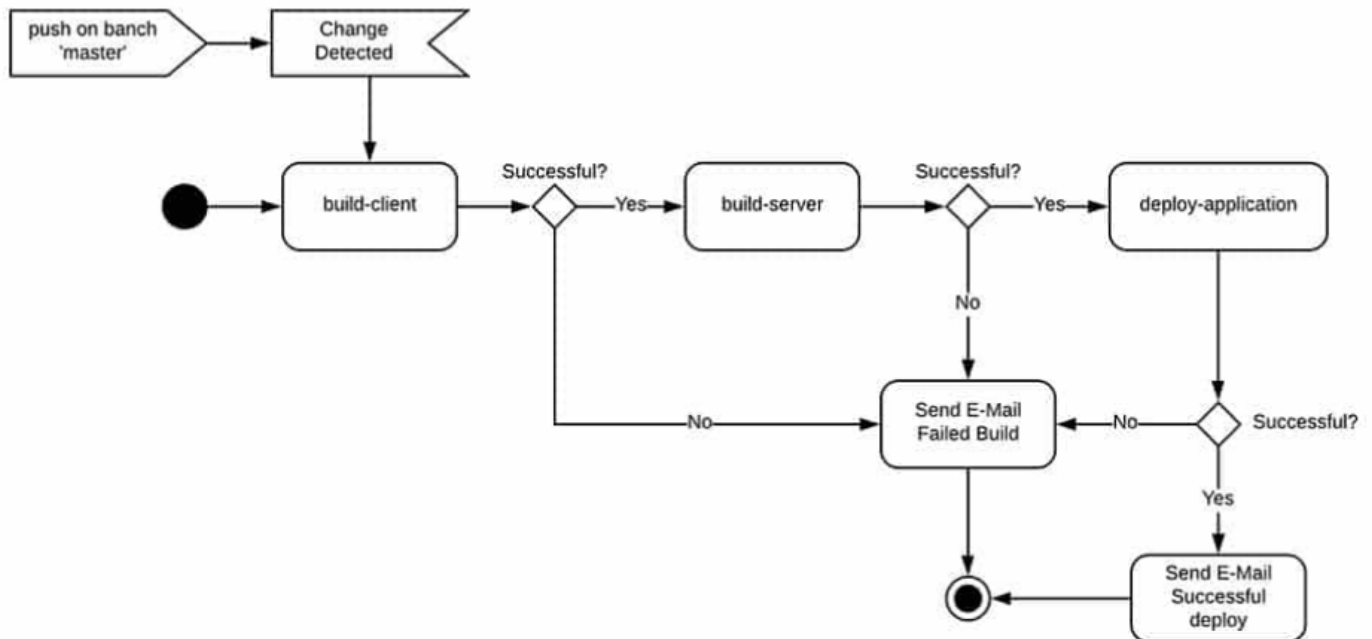 push on banch
'master'
Change
Detected
Successful?
Successful?
build-client
Yes
build-server
Yes
deploy-application
No
Send E-Mail
Failed Build
No
No
Successful?
Yes
Send E-Mail
Successful
deploy